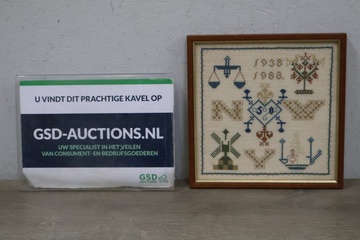 U VINDT DIT PRACHTIGE KAVEL OP
GSD-AUCTIONS.NL
UW SPECIALIST IN HET VEILEN
VAN CONSUMENT- EN BEDRIJFSGOEDEREN
GSD
1938
1988
N V
50
V V